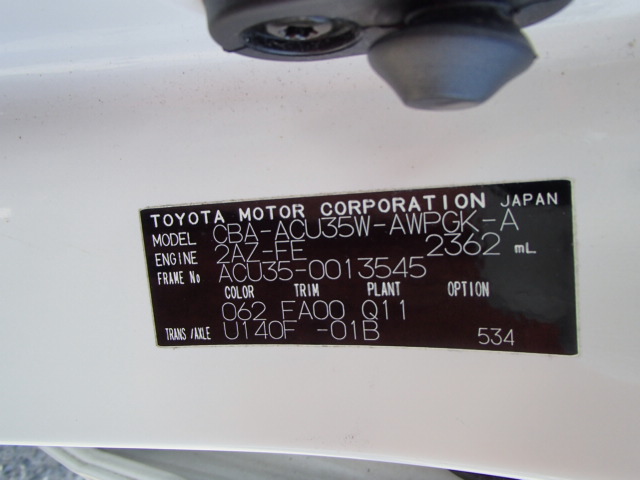 TOYOTA MOTOR CORPORATION JAPAN
MODEL CBA-ACU35W-AWPGK-A
ENGINE 2AZ-FE 2362 mL
FRAME No ACU35-0013545
COLOR TRIM PLANT OPTION
062 FA00 Q11
TRANS/AXLE U140F -01B 534